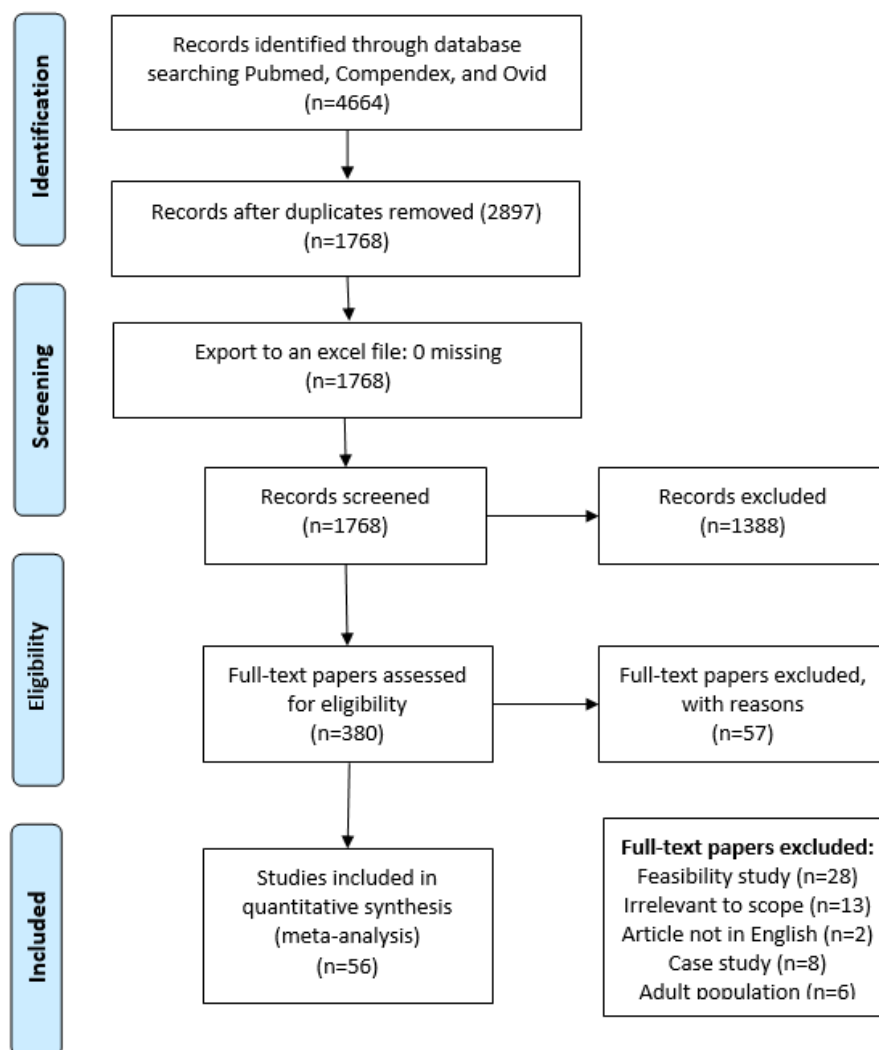 Identification
Records identified through database
searching Pubmed, Compendex, and Ovid
(n=4664)
Records after duplicates removed (2897)
(n=1768)
Screening
Export to an excel file: 0 missing
(n=1768)
Records screened
(n=1768)
Records excluded
(n=1388)
Eligibility
Full-text papers assessed
for eligibility
(n=380)
Full-text papers excluded,
with reasons
(n=57)
Included
Studies included in
quantitative synthesis
(meta-analysis)
(n=56)
Full-text papers excluded:
Feasibility study (n=28)
Irrelevant to scope (n=13)
Article not in English (n=2)
Case study (n=8)
Adult population (n=6)